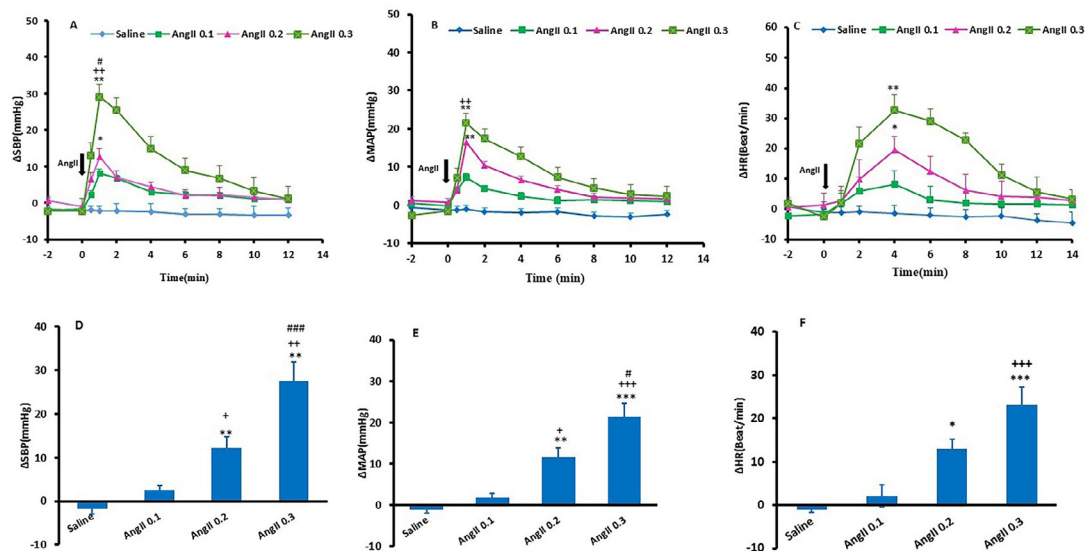 A
Saline AngII 0.1 AngII 0.2 AngII 0.3
ΔSBP(mmHg)
50
40
30
20
10
0
-10
#
++
**
*
AngII
-2 0 2 4 6 8 10 12 14
Time(min)
B
Saline AngII 0.1 AngII 0.2 AngII 0.3
ΔMAP(mmHg)
50
40
30
20
10
0
-10
++
**
**
AngII
-2 0 2 4 6 8 10 12 14
Time(min)
C
Saline AngII 0.1 AngII 0.2 AngII 0.3
ΔHR(Beat/min)
60
50
40
30
20
10
0
-10
**
*
AngII
-2 0 2 4 6 8 10 12 14
Time(min)
D
ΔSBP(mmHg)
40
30
20
10
0
-10
+
**
###
++
**
Saline AngII 0.1 AngII 0.2 AngII 0.3
E
ΔMAP(mmHg)
40
30
20
10
0
-10
+
**
#
+++
***
Saline AngII 0.1 AngII 0.2 AngII 0.3
F
ΔHR(Beat/min)
40
30
20
10
0
-10
*
+++
***
Saline AngII 0.1 AngII 0.2 AngII 0.3